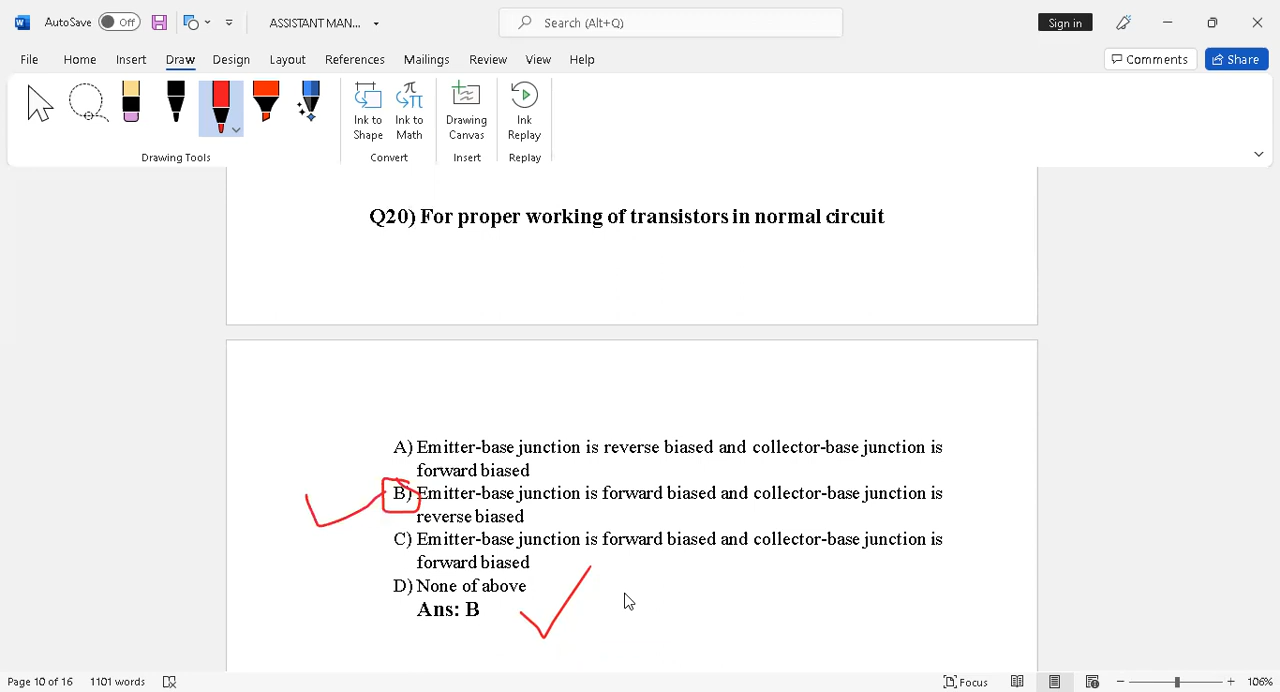 AutoSave Off ASSISTANT MAN... Search (Alt+Q) Sign in
File Home Insert Draw Design Layout References Mailings Review View Help Comments Share
Ink to Shape Ink to Math Drawing Canvas Ink Replay
Drawing Tools Convert Insert Replay
Q20) For proper working of transistors in normal circuit
A) Emitter-base junction is reverse biased and collector-base junction is
forward biased
B) Emitter-base junction is forward biased and collector-base junction is
reverse biased
C) Emitter-base junction is forward biased and collector-base junction is
forward biased
D) None of above
Ans: B
Page 10 of 16 1101 words Focus 106%